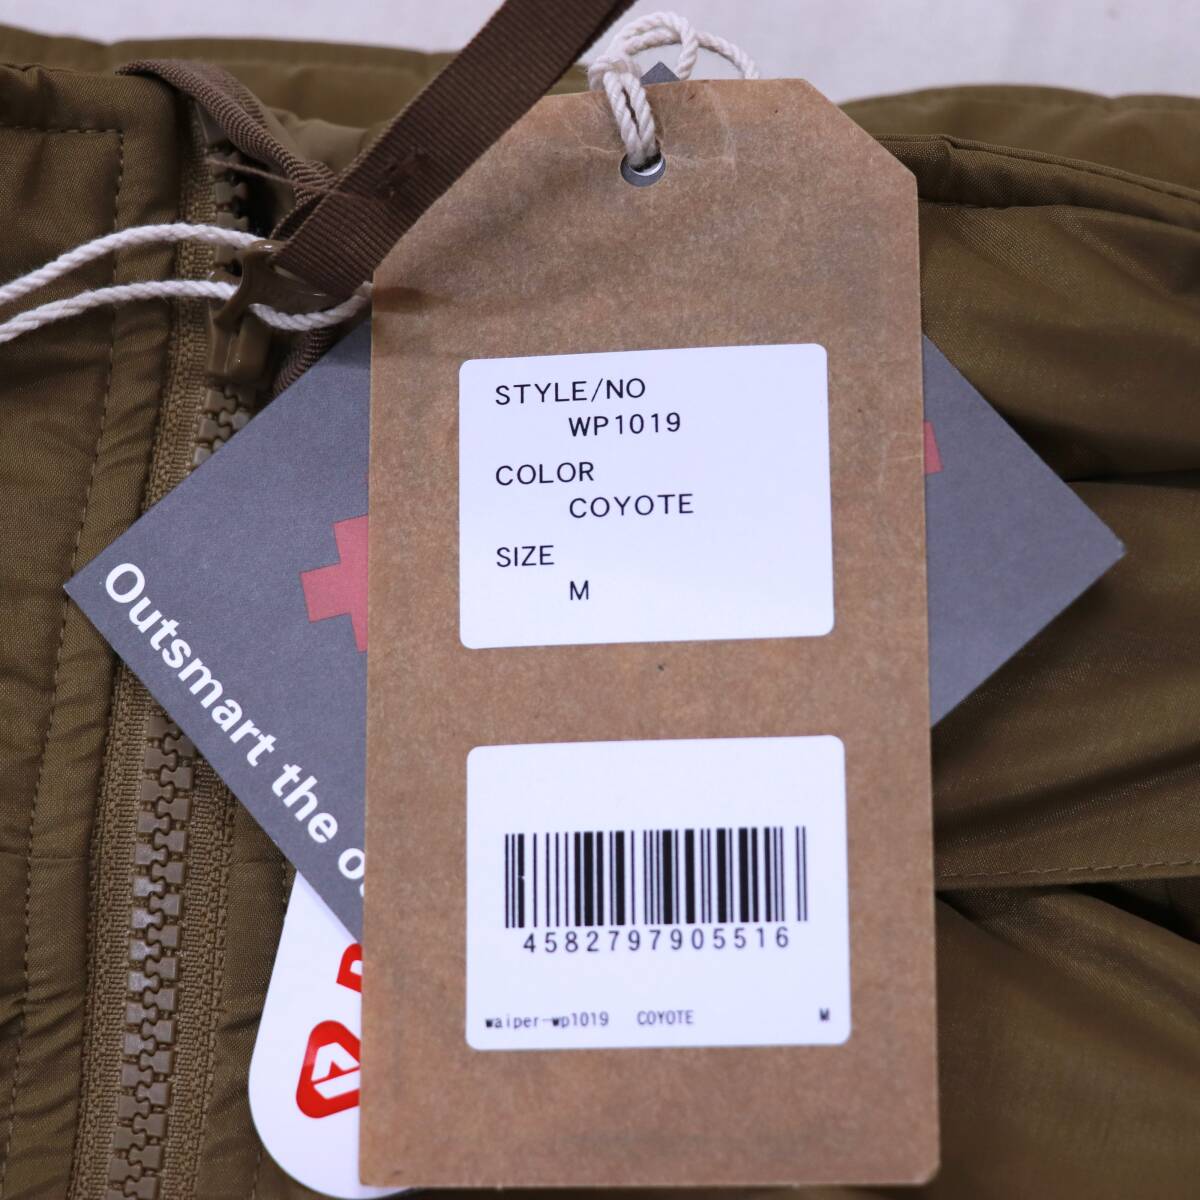 STYLE/NO
WP1019
COLOR
COYOTE
SIZE
M
4582797905516
waiper-wp1019 COYOTE M
Outsmart the